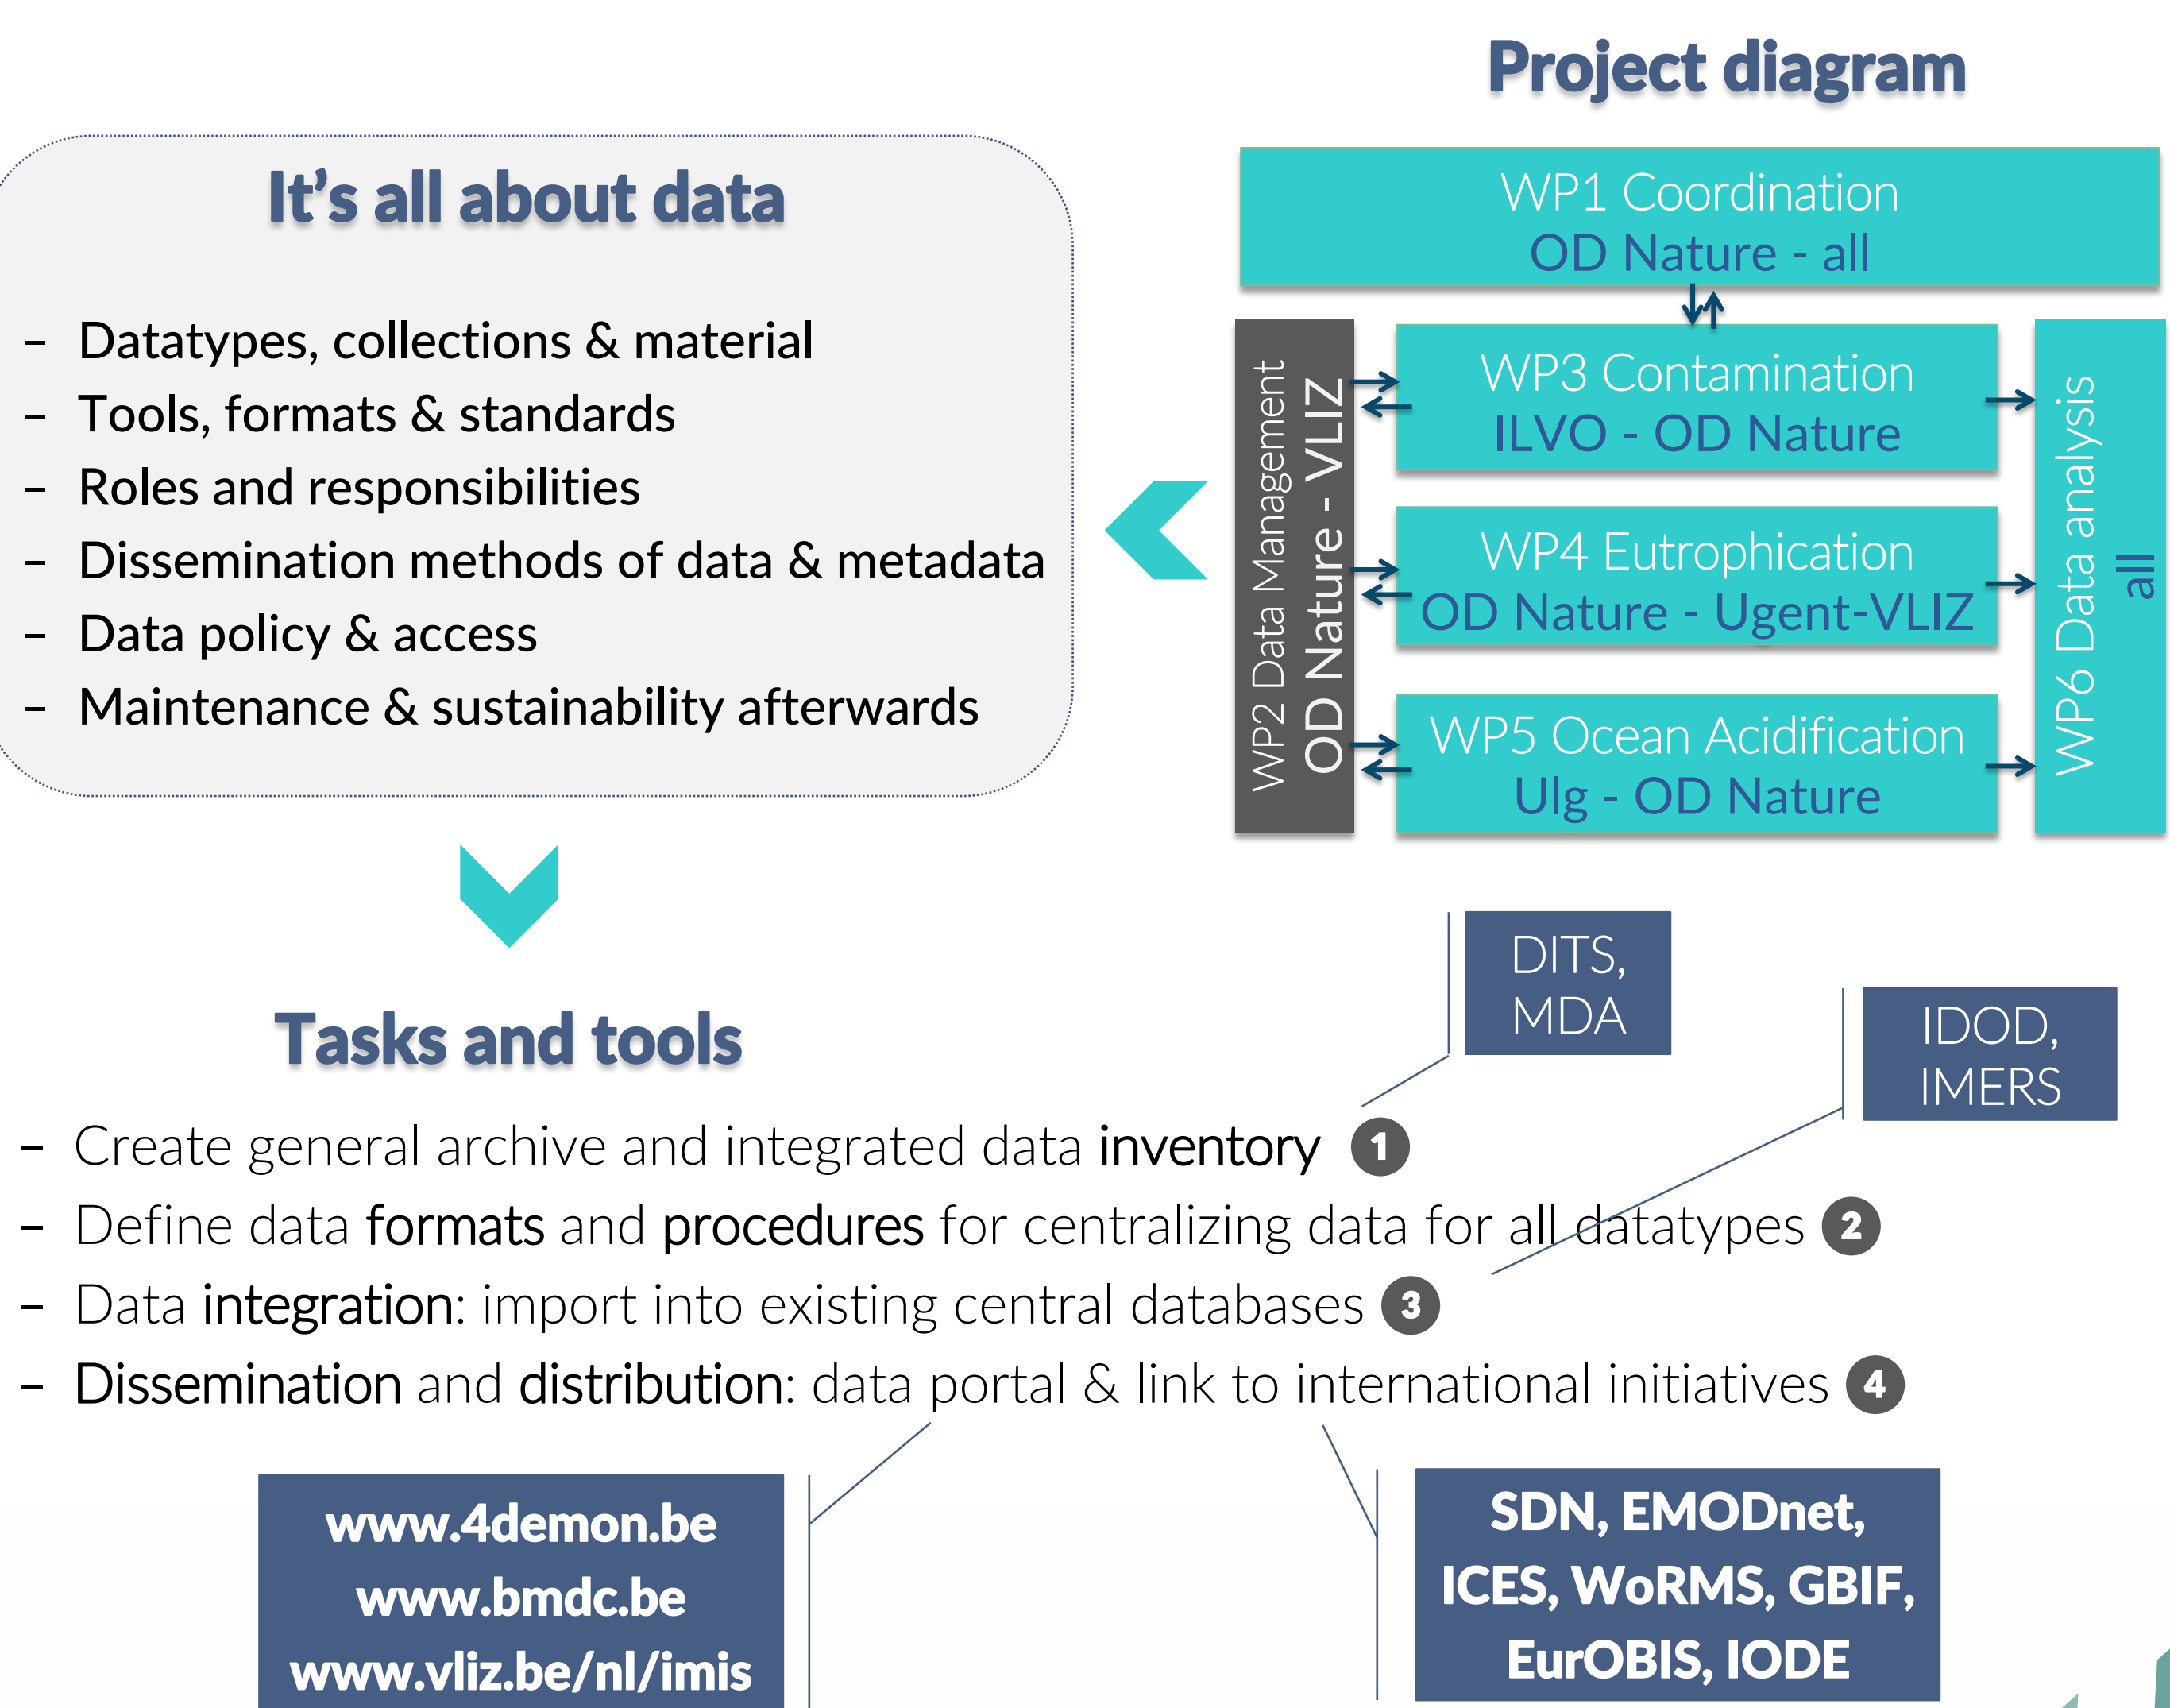 Project diagram
It's all about data
– Datatypes, collections & material
– Tools, formats & standards
– Roles and responsibilities
– Dissemination methods of data & metadata
– Data policy & access
– Maintenance & sustainability afterwards
WP1 Coordination
OD Nature - all
WP2 Data Management
OD Nature - VLIZ
WP3 Contamination
ILVO - OD Nature
WP4 Eutrophication
OD Nature - Ugent-VLIZ
WP5 Ocean Acidification
Ulg - OD Nature
WP6 Data analysis
all
DITS,
MDA
IDOD,
IMERS
Tasks and tools
– Create general archive and integrated data inventory 1
– Define data formats and procedures for centralizing data for all datatypes 2
– Data integration: import into existing central databases 3
– Dissemination and distribution: data portal & link to international initiatives 4
www.4demon.be
www.bmdc.be
www.vliz.be/nl/imis
SDN, EMODnet,
ICES, WoRMS, GBIF,
EurOBIS, IODE